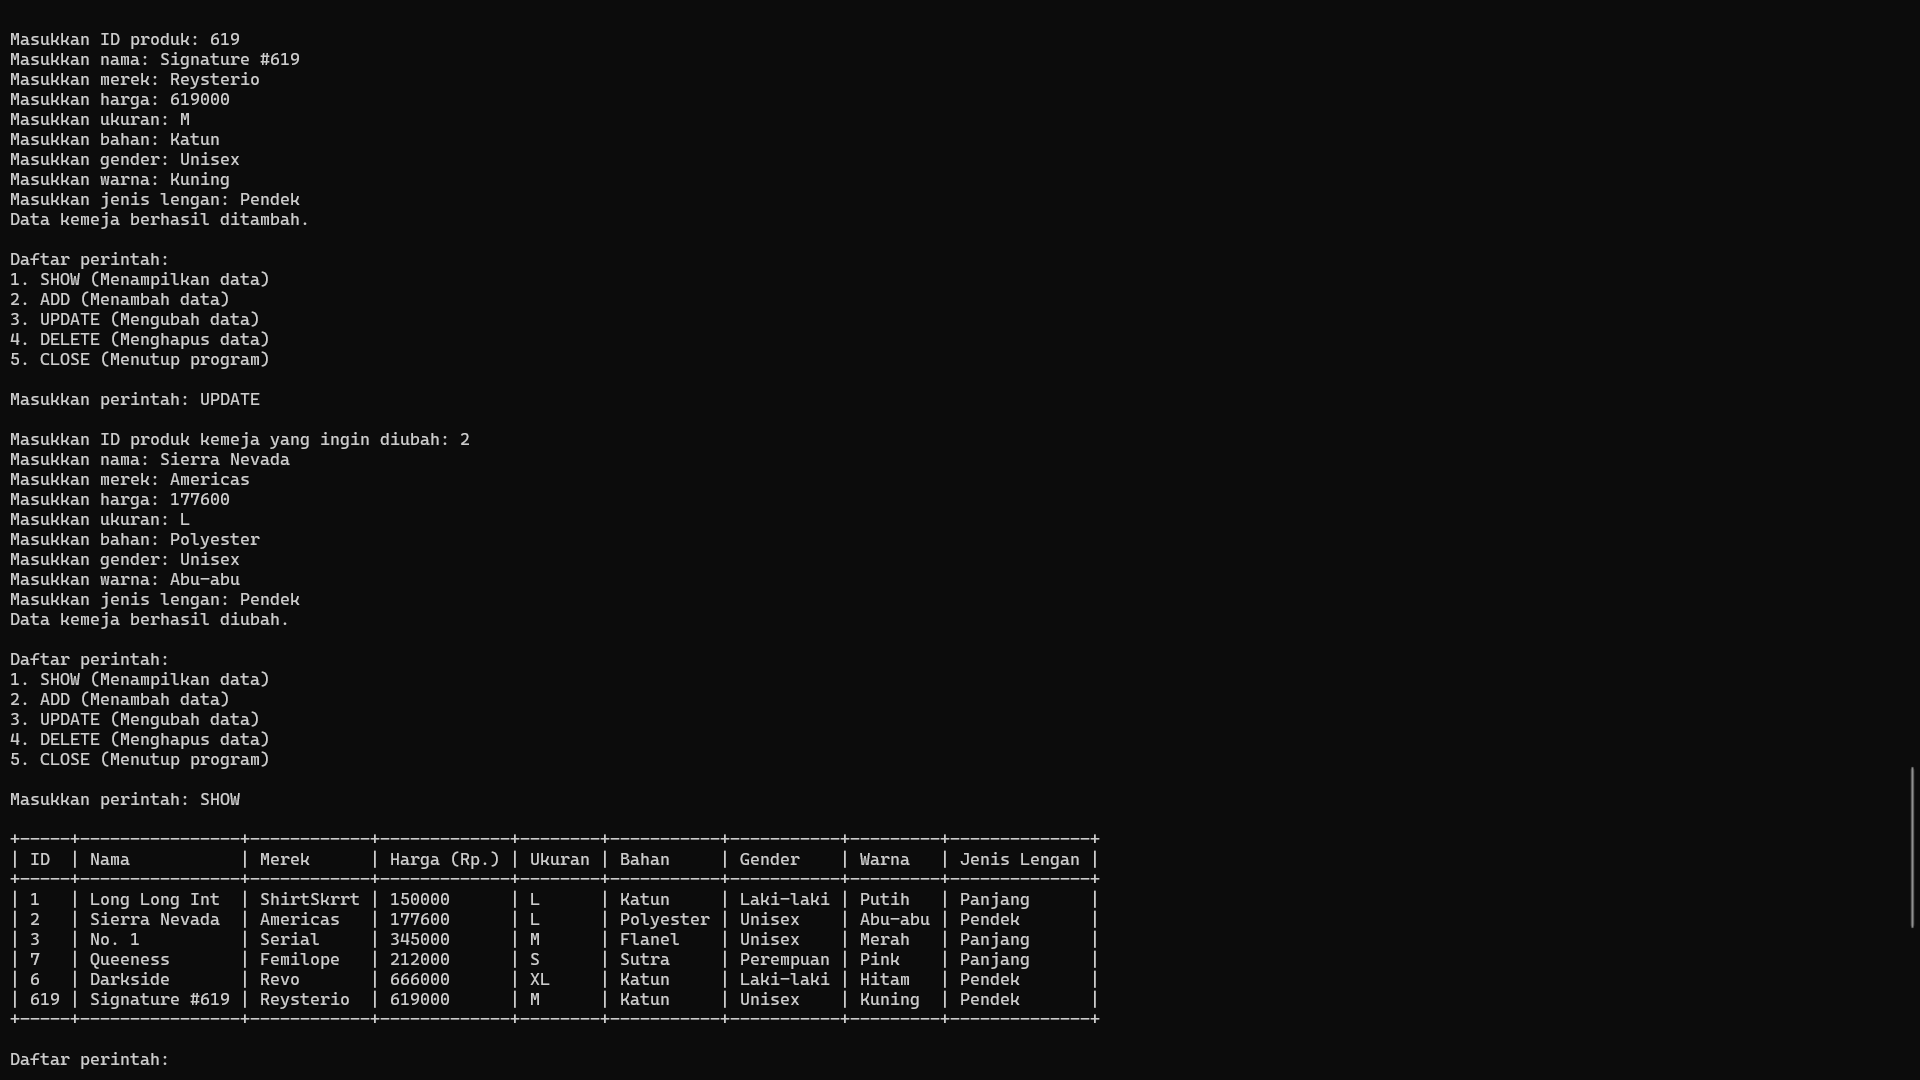 Masukkan ID produk: 619
Masukkan nama: Signature #619
Masukkan merek: Reysterio
Masukkan harga: 619000
Masukkan ukuran: M
Masukkan bahan: Katun
Masukkan gender: Unisex
Masukkan warna: Kuning
Masukkan jenis lengan: Pendek
Data kemeja berhasil ditambah.

Daftar perintah:
1. SHOW (Menampilkan data)
2. ADD (Menambah data)
3. UPDATE (Mengubah data)
4. DELETE (Menghapus data)
5. CLOSE (Menutup program)

Masukkan perintah: UPDATE

Masukkan ID produk kemeja yang ingin diubah: 2
Masukkan nama: Sierra Nevada
Masukkan merek: Americas
Masukkan harga: 177600
Masukkan ukuran: L
Masukkan bahan: Polyester
Masukkan gender: Unisex
Masukkan warna: Abu-abu
Masukkan jenis lengan: Pendek
Data kemeja berhasil diubah.

Daftar perintah:
1. SHOW (Menampilkan data)
2. ADD (Menambah data)
3. UPDATE (Mengubah data)
4. DELETE (Menghapus data)
5. CLOSE (Menutup program)

Masukkan perintah: SHOW

+-----+----------------+------------+-------------+--------+-----------+-----------+---------+--------------+
| ID  | Nama           | Merek      | Harga (Rp.) | Ukuran | Bahan     | Gender    | Warna   | Jenis Lengan |
+-----+----------------+------------+-------------+--------+-----------+-----------+---------+--------------+
| 1   | Long Long Int  | ShirtSkrrt | 150000      | L      | Katun     | Laki-laki | Putih   | Panjang      |
| 2   | Sierra Nevada  | Americas   | 177600      | L      | Polyester | Unisex    | Abu-abu | Pendek       |
| 3   | No. 1          | Serial     | 345000      | M      | Flanel    | Unisex    | Merah   | Panjang      |
| 7   | Queeness       | Femilope   | 212000      | S      | Sutra     | Perempuan | Pink    | Panjang      |
| 6   | Darkside       | Revo       | 666000      | XL     | Katun     | Laki-laki | Hitam   | Pendek       |
| 619 | Signature #619 | Reysterio  | 619000      | M      | Katun     | Unisex    | Kuning  | Pendek       |
+-----+----------------+------------+-------------+--------+-----------+-----------+---------+--------------+

Daftar perintah: